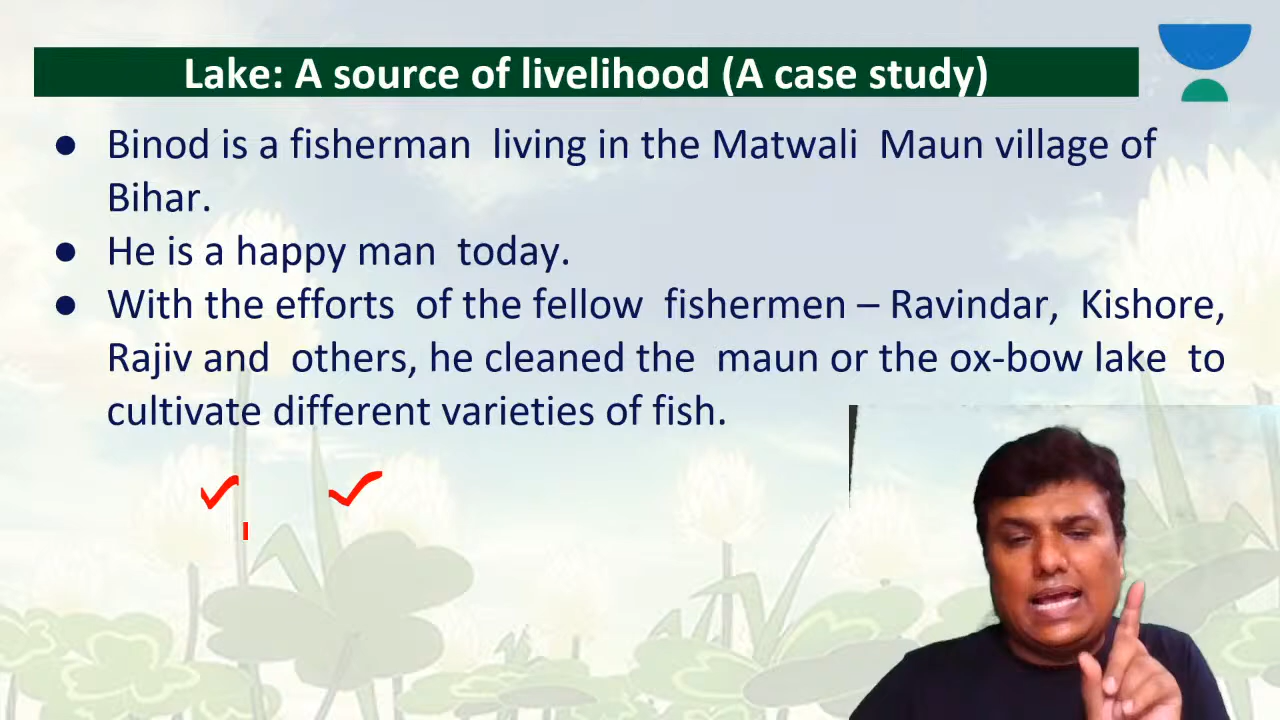 Lake: A source of livelihood (A case study)
● Binod is a fisherman living in the Matwali Maun village of
Bihar.
● He is a happy man today.
● With the efforts of the fellow fishermen – Ravindar, Kishore,
Rajiv and others, he cleaned the maun or the ox-bow lake to
cultivate different varieties of fish.